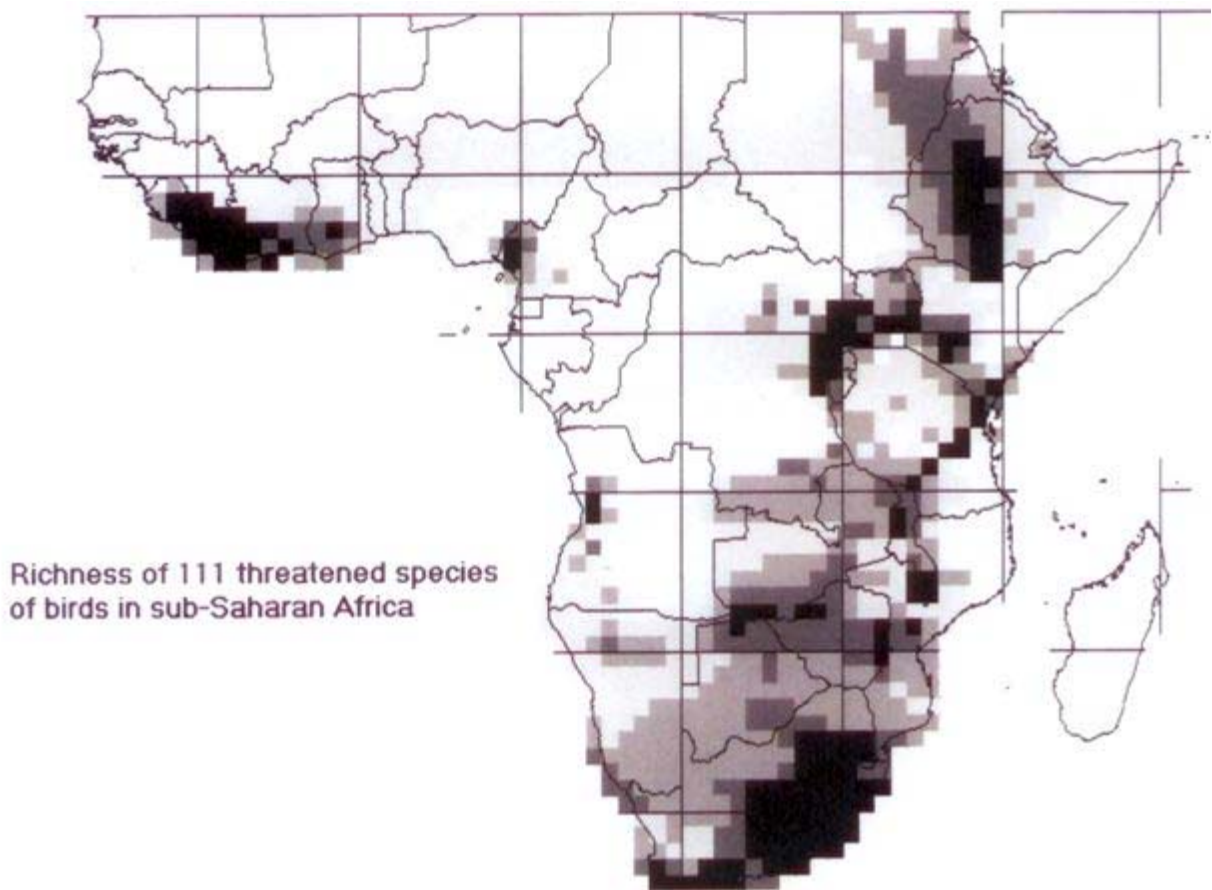 Richness of 111 threatened species
of birds in sub-Saharan Africa